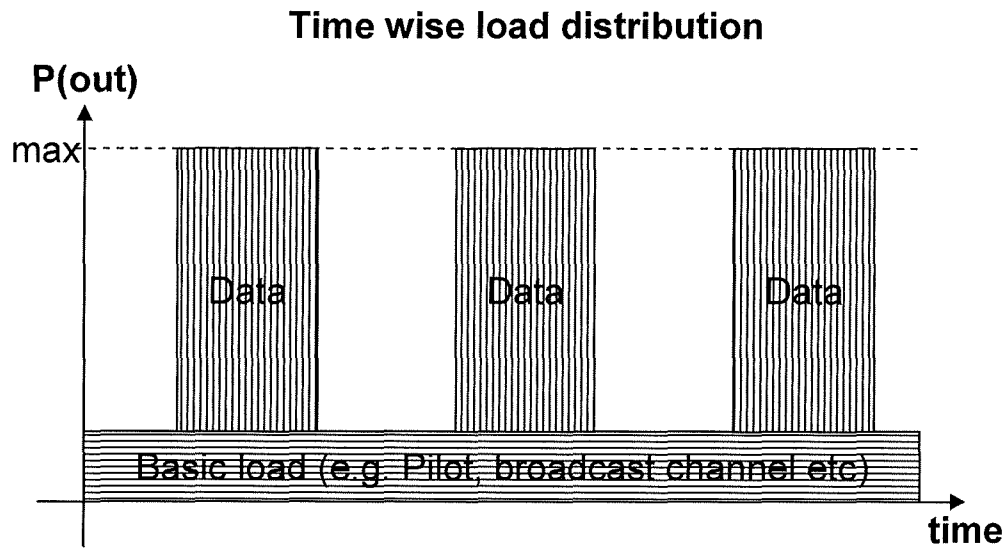 Time wise load distribution
P(out)
max
Data Data Data
Basic load (e.g. Pilot, broadcast channel etc)
time